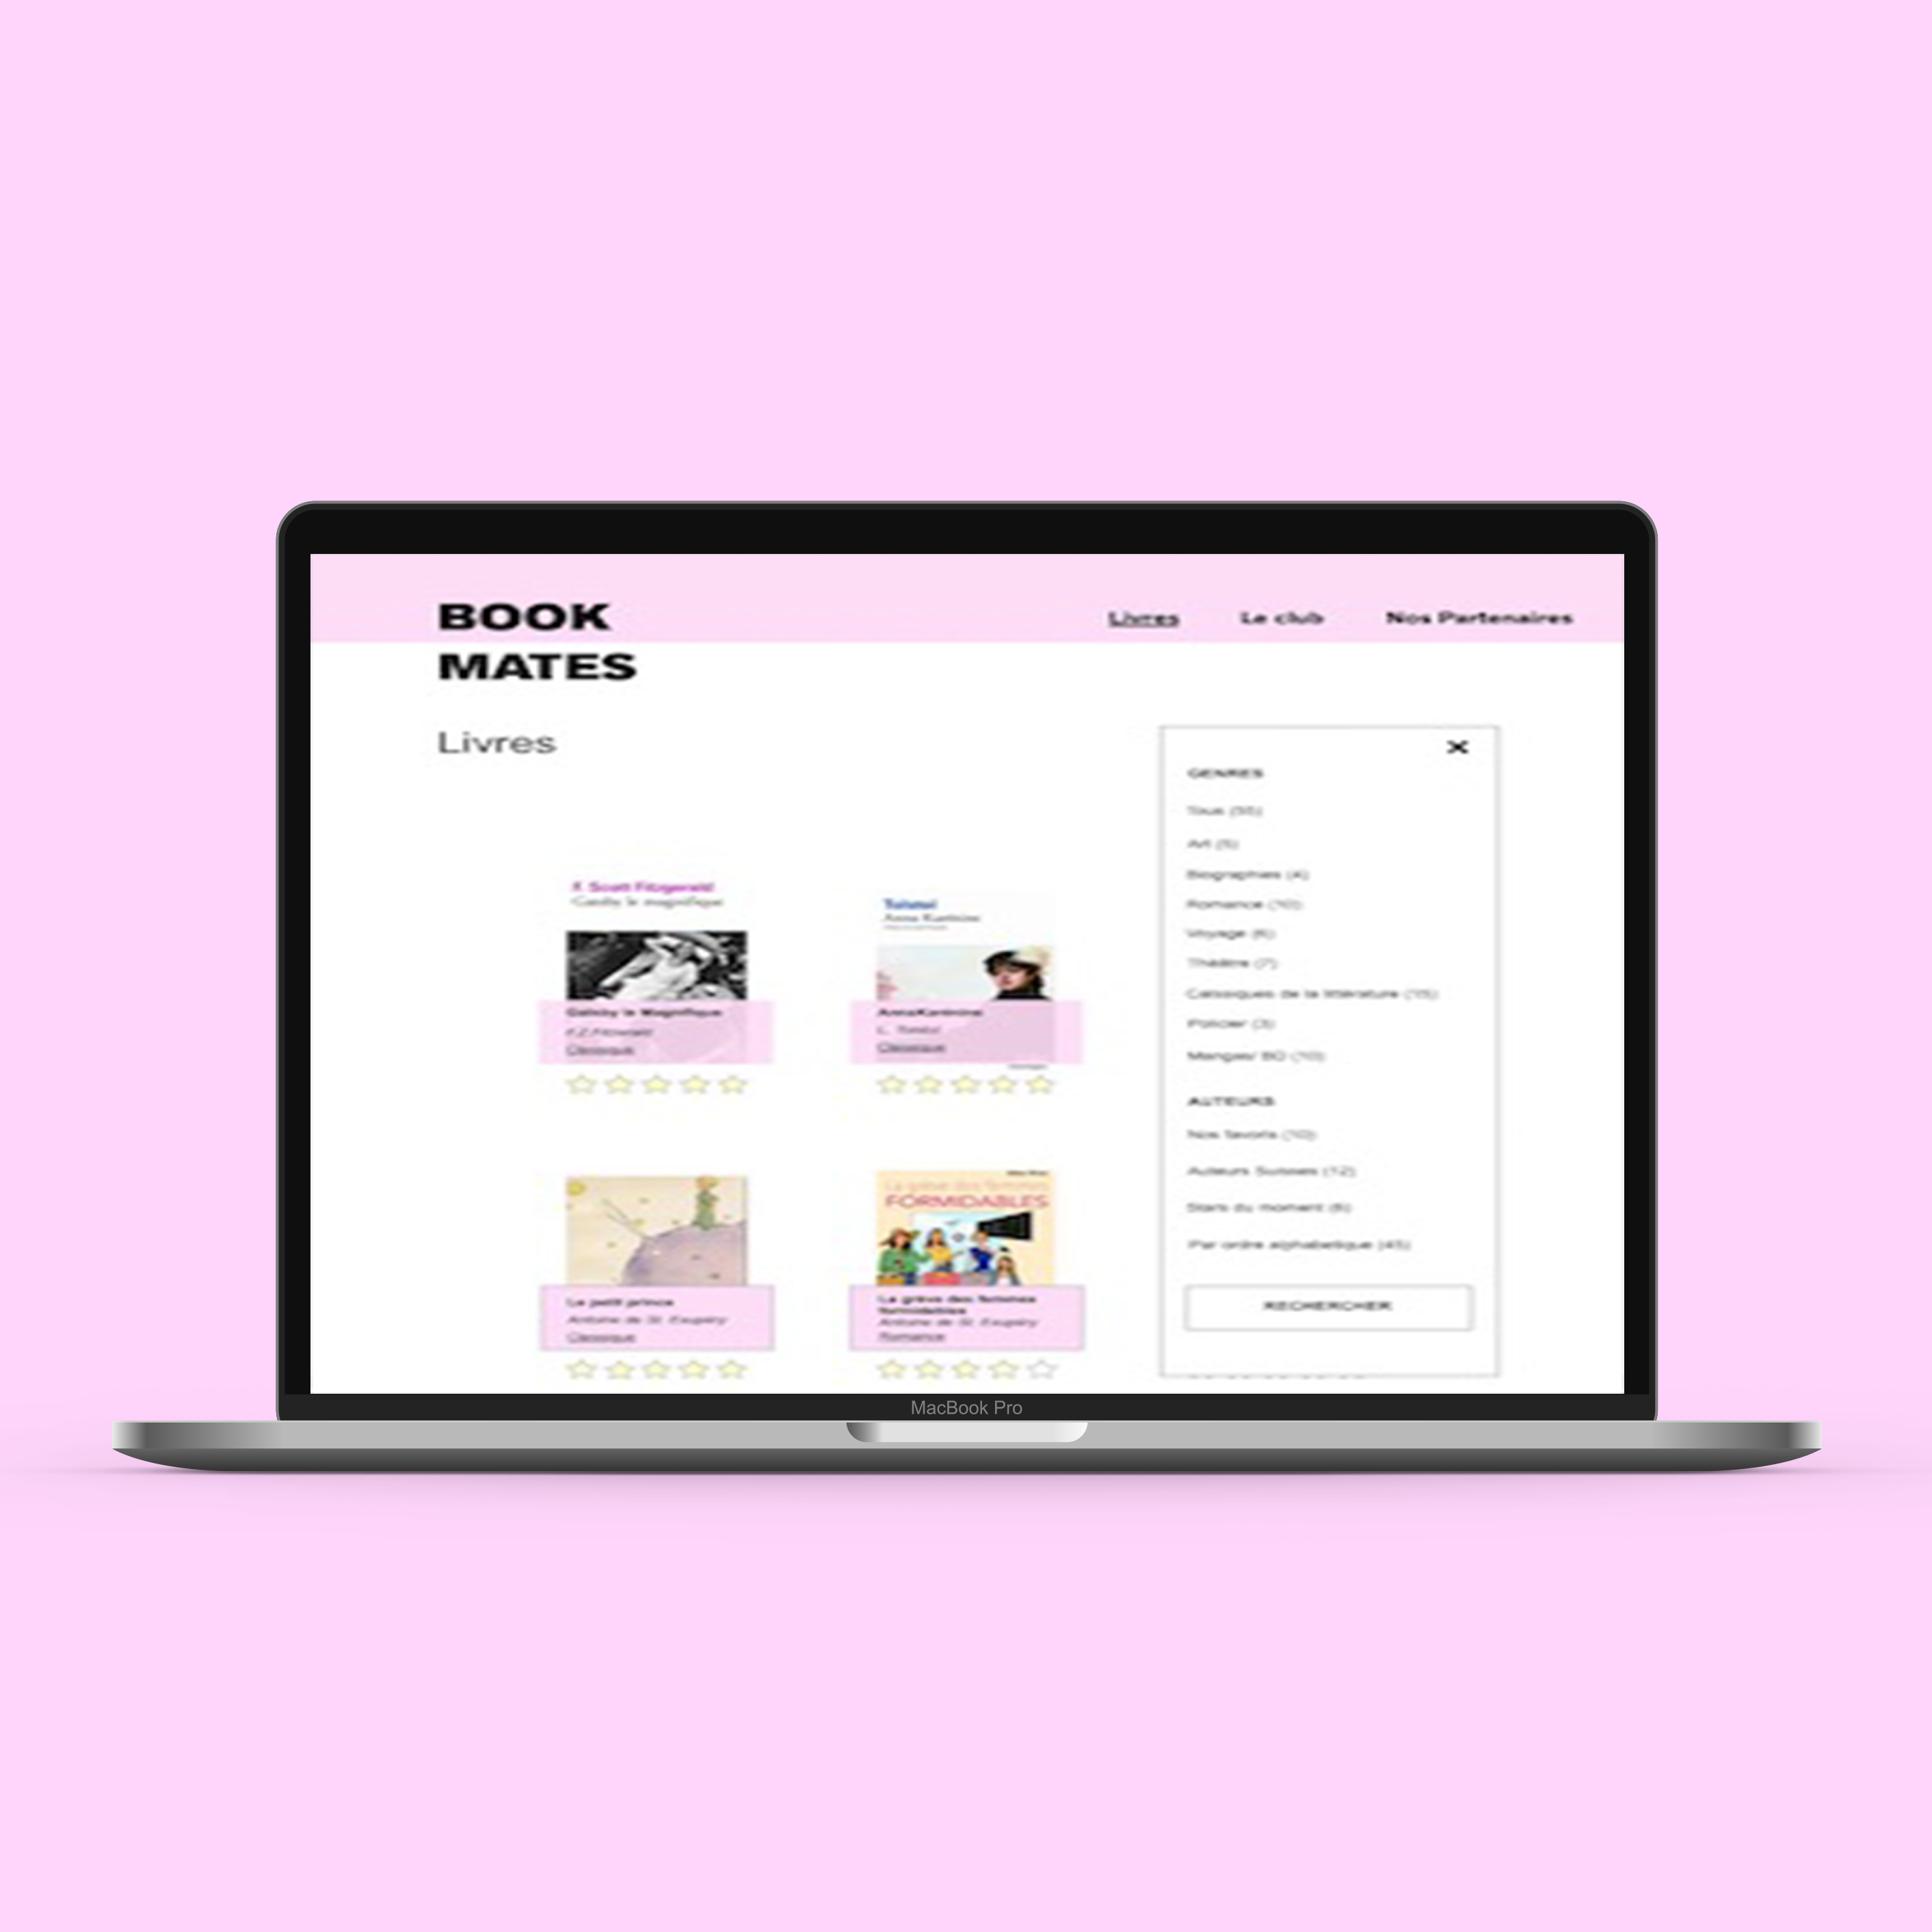 BOOK
MATES
Livres
Le club
Nos Partenaires
Livres
F. Scott Fitzgerald
Gatsby le magnifique
Gatsby le Magnifique
Classique
Tolstoï
Anna Karénine
AnnaKarénine
L. Tolstoï
Classique
Le petit prince
Antoine de St. Exupéry
Classique
La grève des femmes
FORMIDABLES
La grève des femmes
formidables
Antoine de St. Exupéry
Romance
GENRES
Tous (55)
Art (5)
Biographies (4)
Romance (10)
Voyage (6)
Théâtre (7)
de la littérature (15)
Policier (3)
Mangas/ BD (10)
AUTEURS
Nos favoris (10)
Auteurs Suisses (12)
Stars du moment (6)
Par ordre alphabetique (45)
RECHERCHER
MacBook Pro